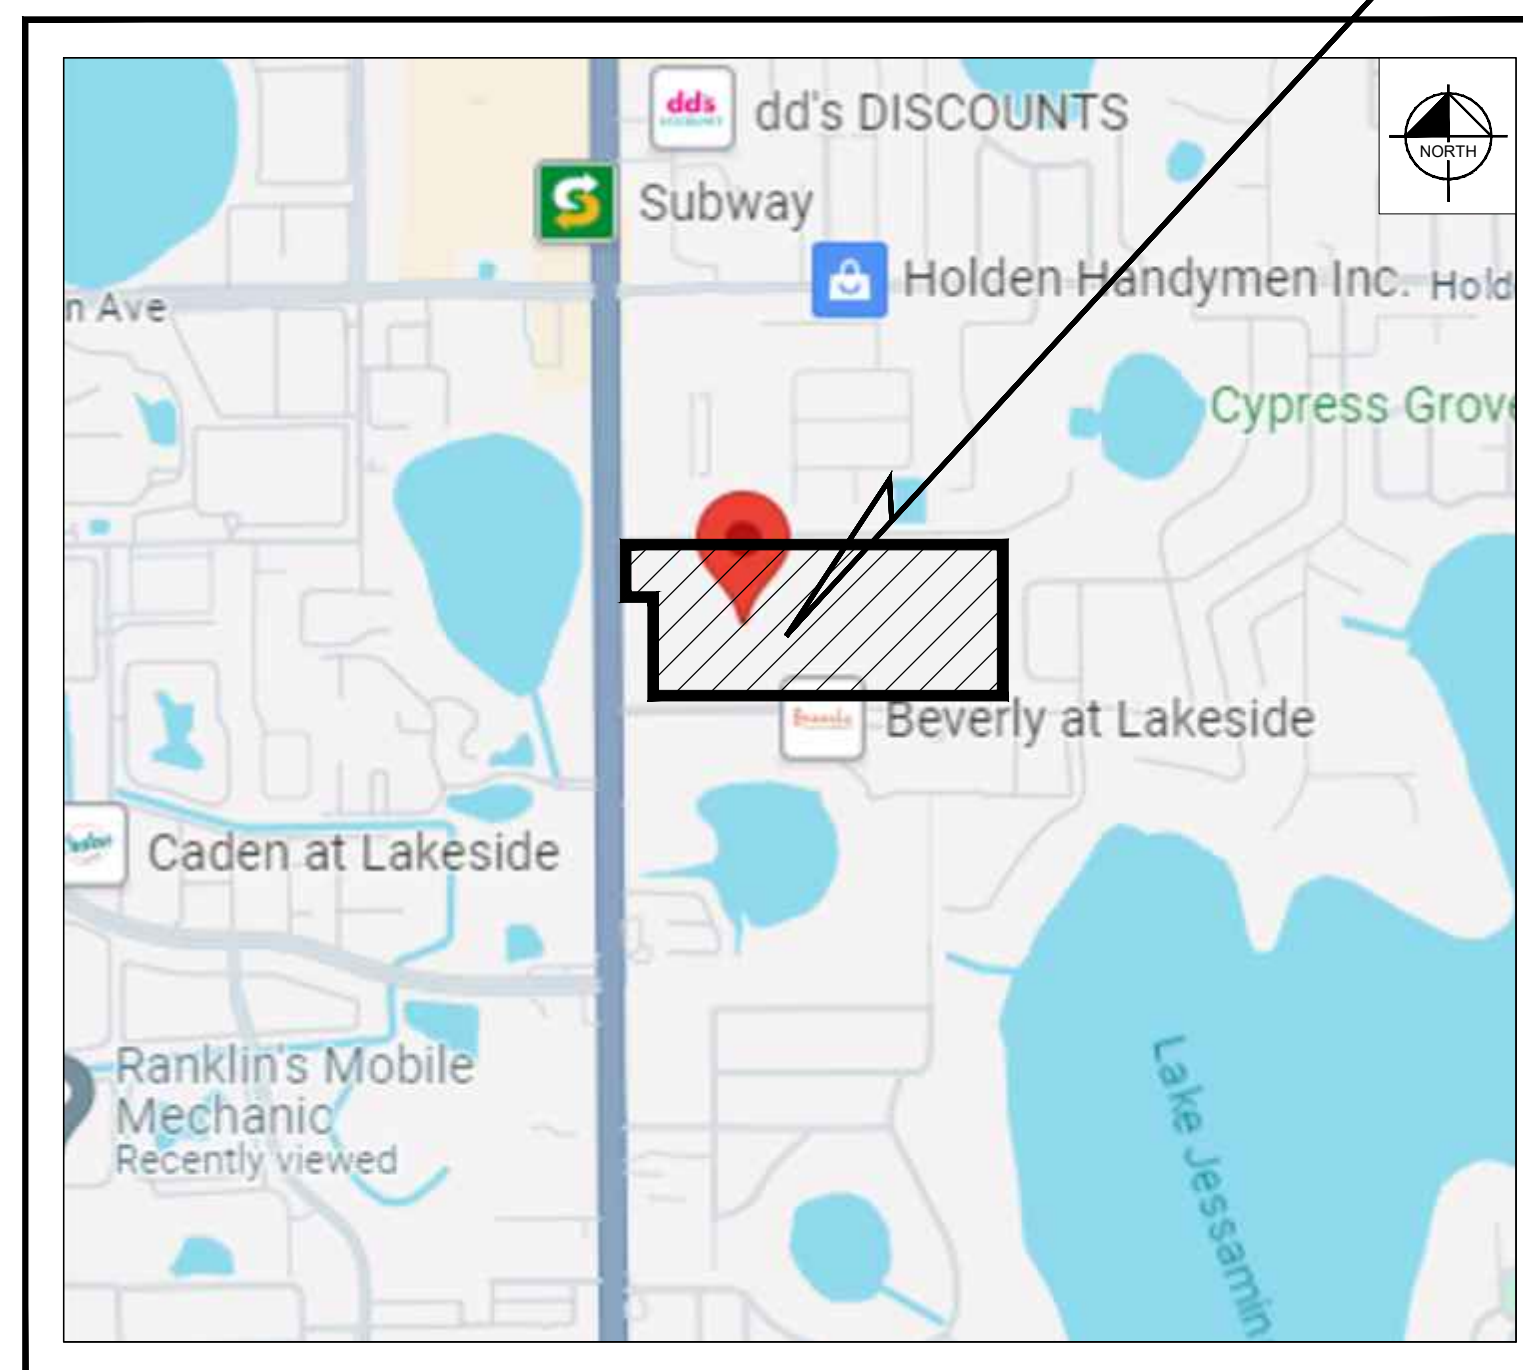 dd's
dd's DISCOUNTS
NORTH
Subway
Holden Handymen Inc.
Hold
n Ave
Cypress Grove
Beverly at Lakeside
Caden at Lakeside
Ranklin's Mobile
Mechanic
Recently viewed
Lake Jessamin